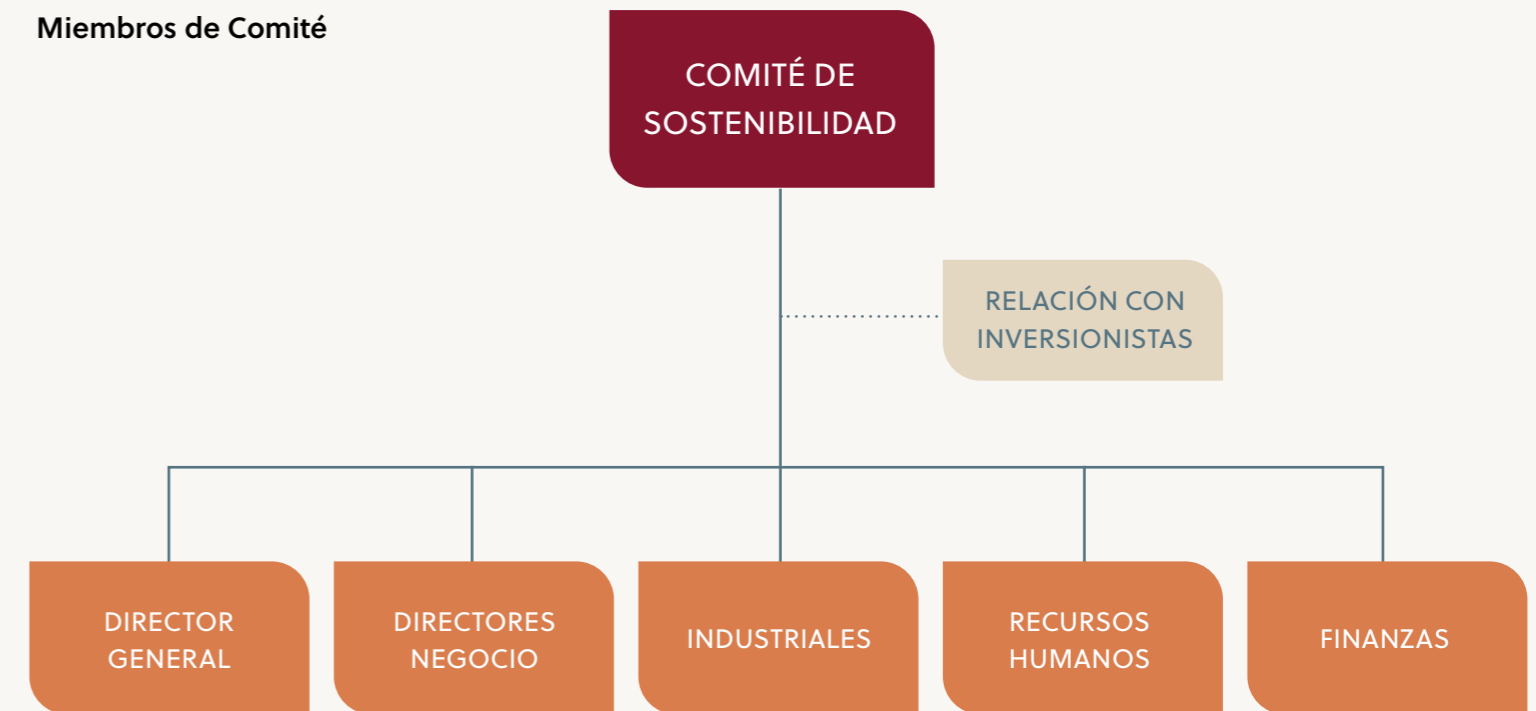 Miembros de Comité
COMITÉ DE
SOSTENIBILIDAD
RELACIÓN CON
INVERSIONISTAS
DIRECTOR
GENERAL
DIRECTORES
NEGOCIO
INDUSTRIALES
RECURSOS
HUMANOS
FINANZAS